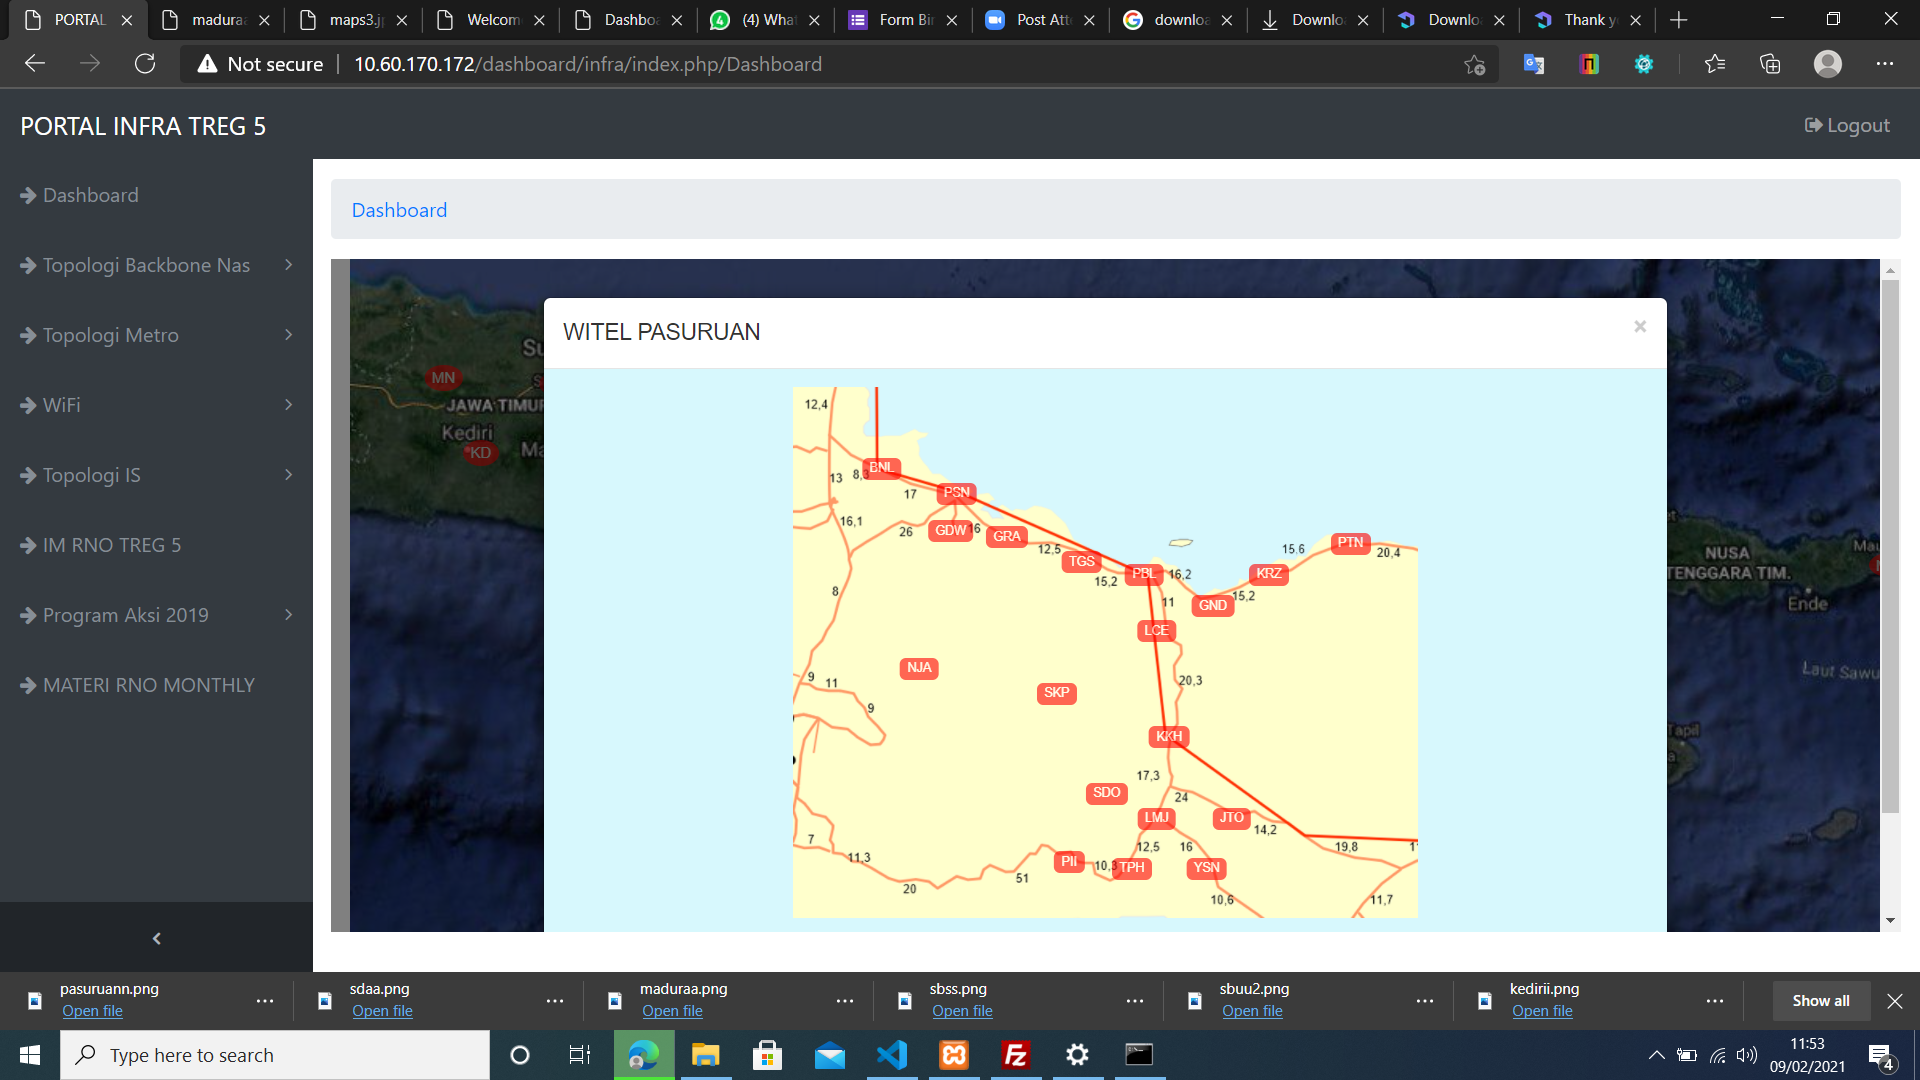 PORTAL
madura
maps3.j
Welcom
Dashbo
(4) Wha
Form Bir
Post Att
downlo
Downlo
Downlo
Thank y
Not secure
10.60.170.172/dashboard/infra/index.php/Dashboard
PORTAL INFRA TREG 5
Logout
Dashboard
Topologi Backbone Nas
Topologi Metro
WiFi
Topologi IS
IM RNO TREG 5
Program Aksi 2019
MATERI RNO MONTHLY
Dashboard
WITEL PASURUAN
×
Su
MN
S
JAWA TIMUR
Kediri
KD
Ma
NUSA
TENGGARA TIM.
Mau
Ende
Laut Sawu
12,4
BNL
13
8,3
17
PSN
16,1
26
GDW
16
GRA
12,5
TGS
15,2
PBL
16,2
15.6
PTN
20,4
KRZ
8
11
GND
15,2
LCE
NJA
9
11
SKP
20,3
9
KKH
17,3
SDO
24
LMJ
JTO
14,2
7
11,3
12,5
16
19,8
PII
10,3
TPH
YSN
51
20
10,6
11,7
pasuruann.png
Open file
sdaa.png
Open file
maduraa.png
Open file
sbss.png
Open file
sbuu2.png
Open file
kedirii.png
Open file
Show all
Type here to search
11:53
09/02/2021
4